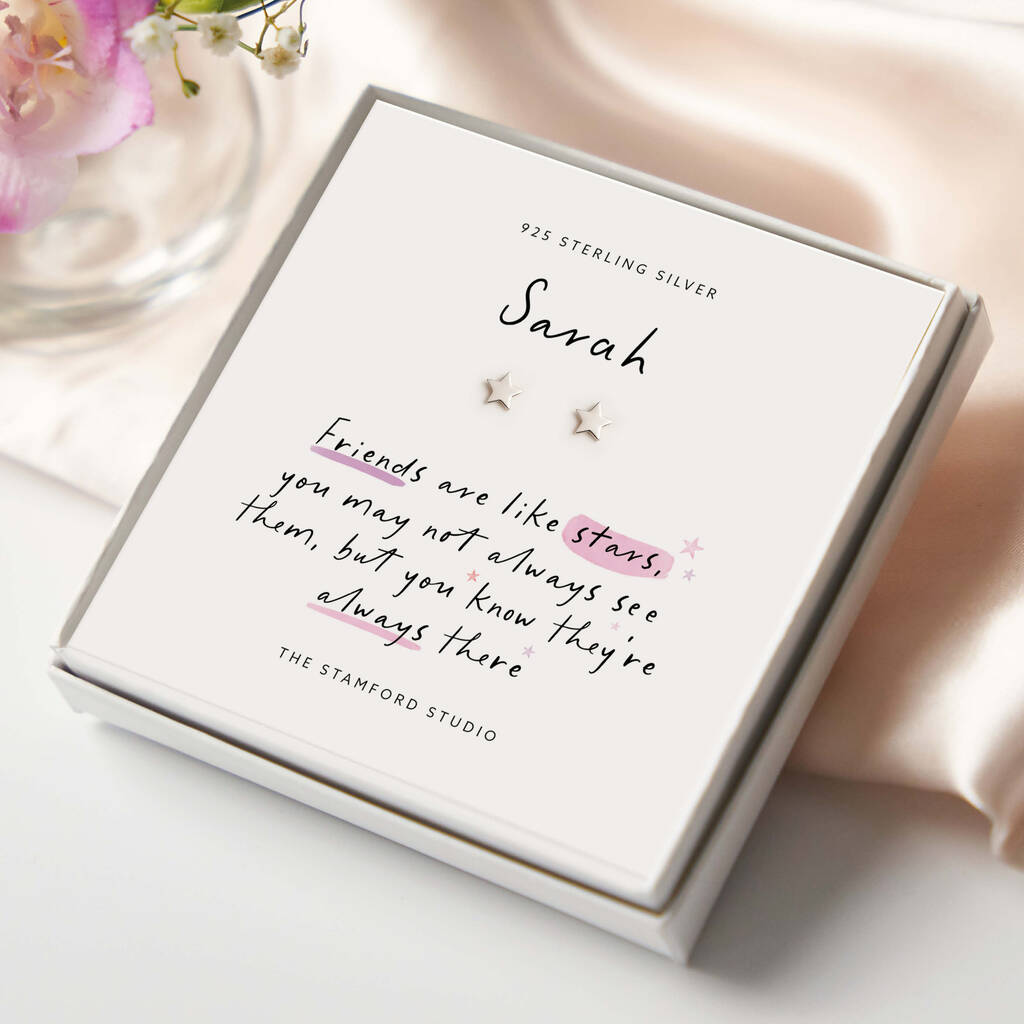 925 STERLING SILVER
Sarah
Friends are like stars,
you may not always see
them, but you know they're
always there
THE STAMFORD STUDIO